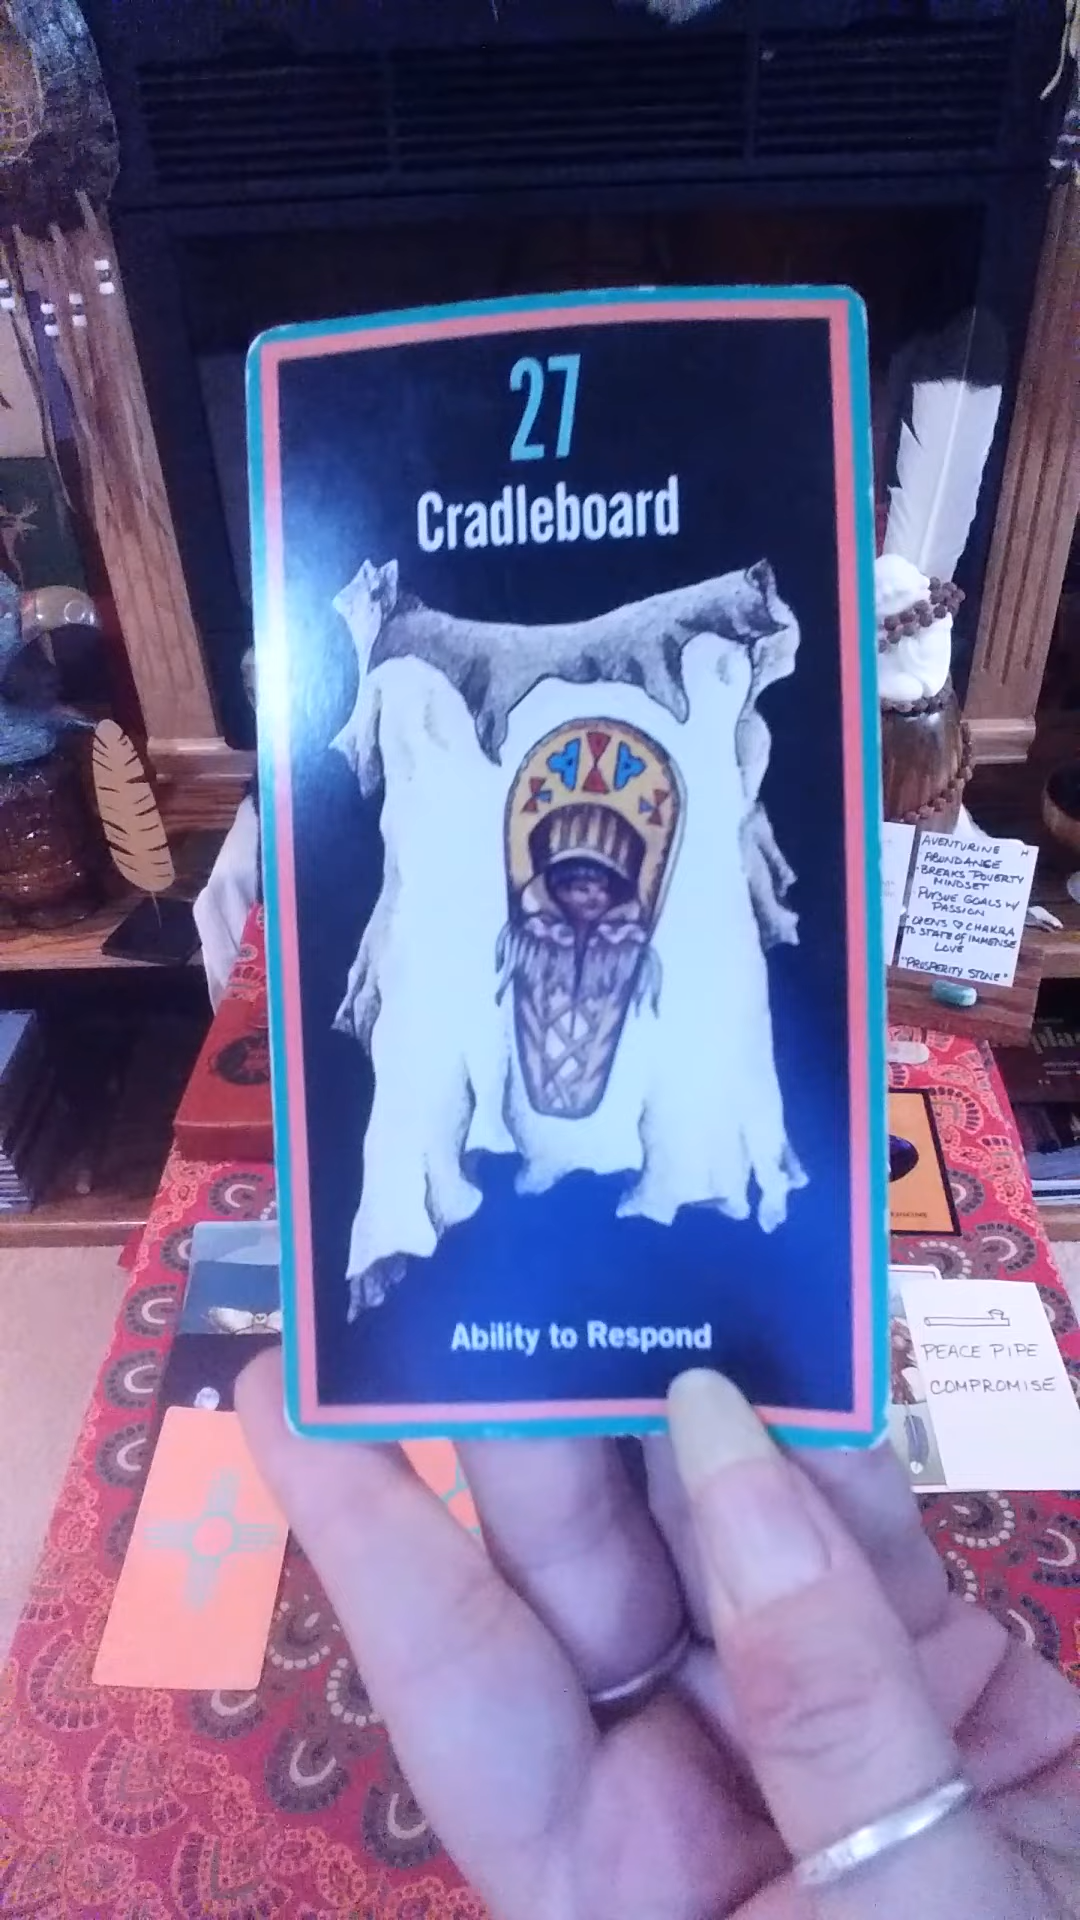 27
Cradleboard
Ability to Respond
AVENTURINE
ABUNDANCE
·BREAKS POVERTY
MINDSET
·PURSUE GOALS W/
PASSION
·OPENS ♡ CHAKRA
TO STATE OF IMMENSE
LOVE
"PROSPERITY STONE"
PEACE PIPE
COMPROMISE